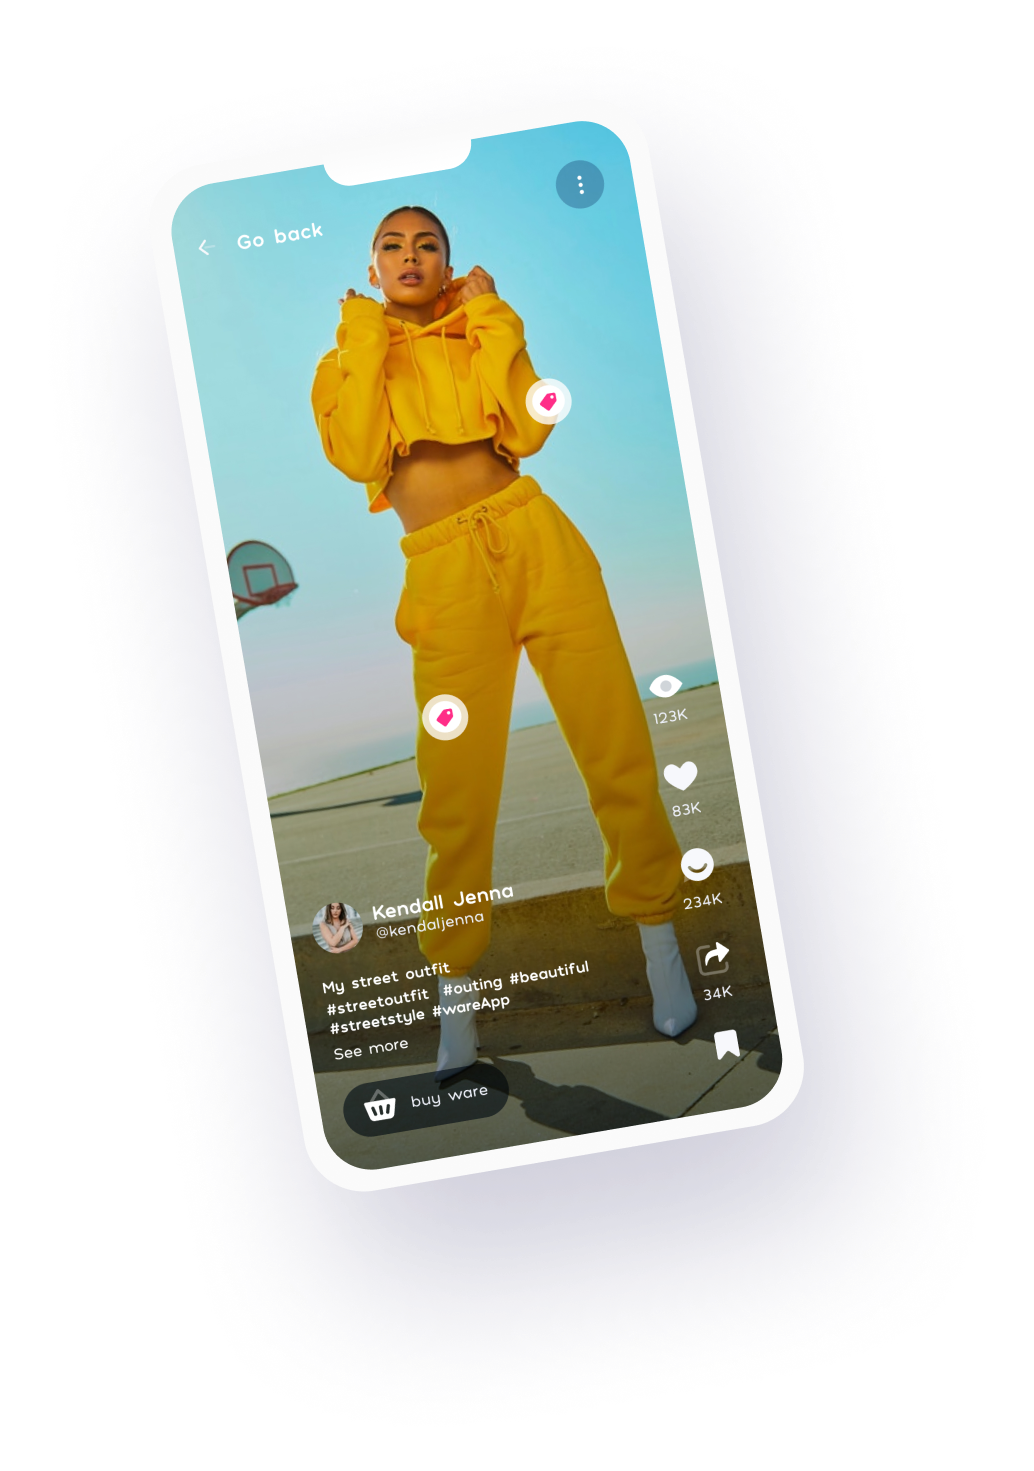 Go back
123K
83K
234K
34K
Kendall Jenna
@kendaljenna
My street outfit
#streetoutfit #outing #beautiful
#streetstyle #wareApp
See more
buy ware